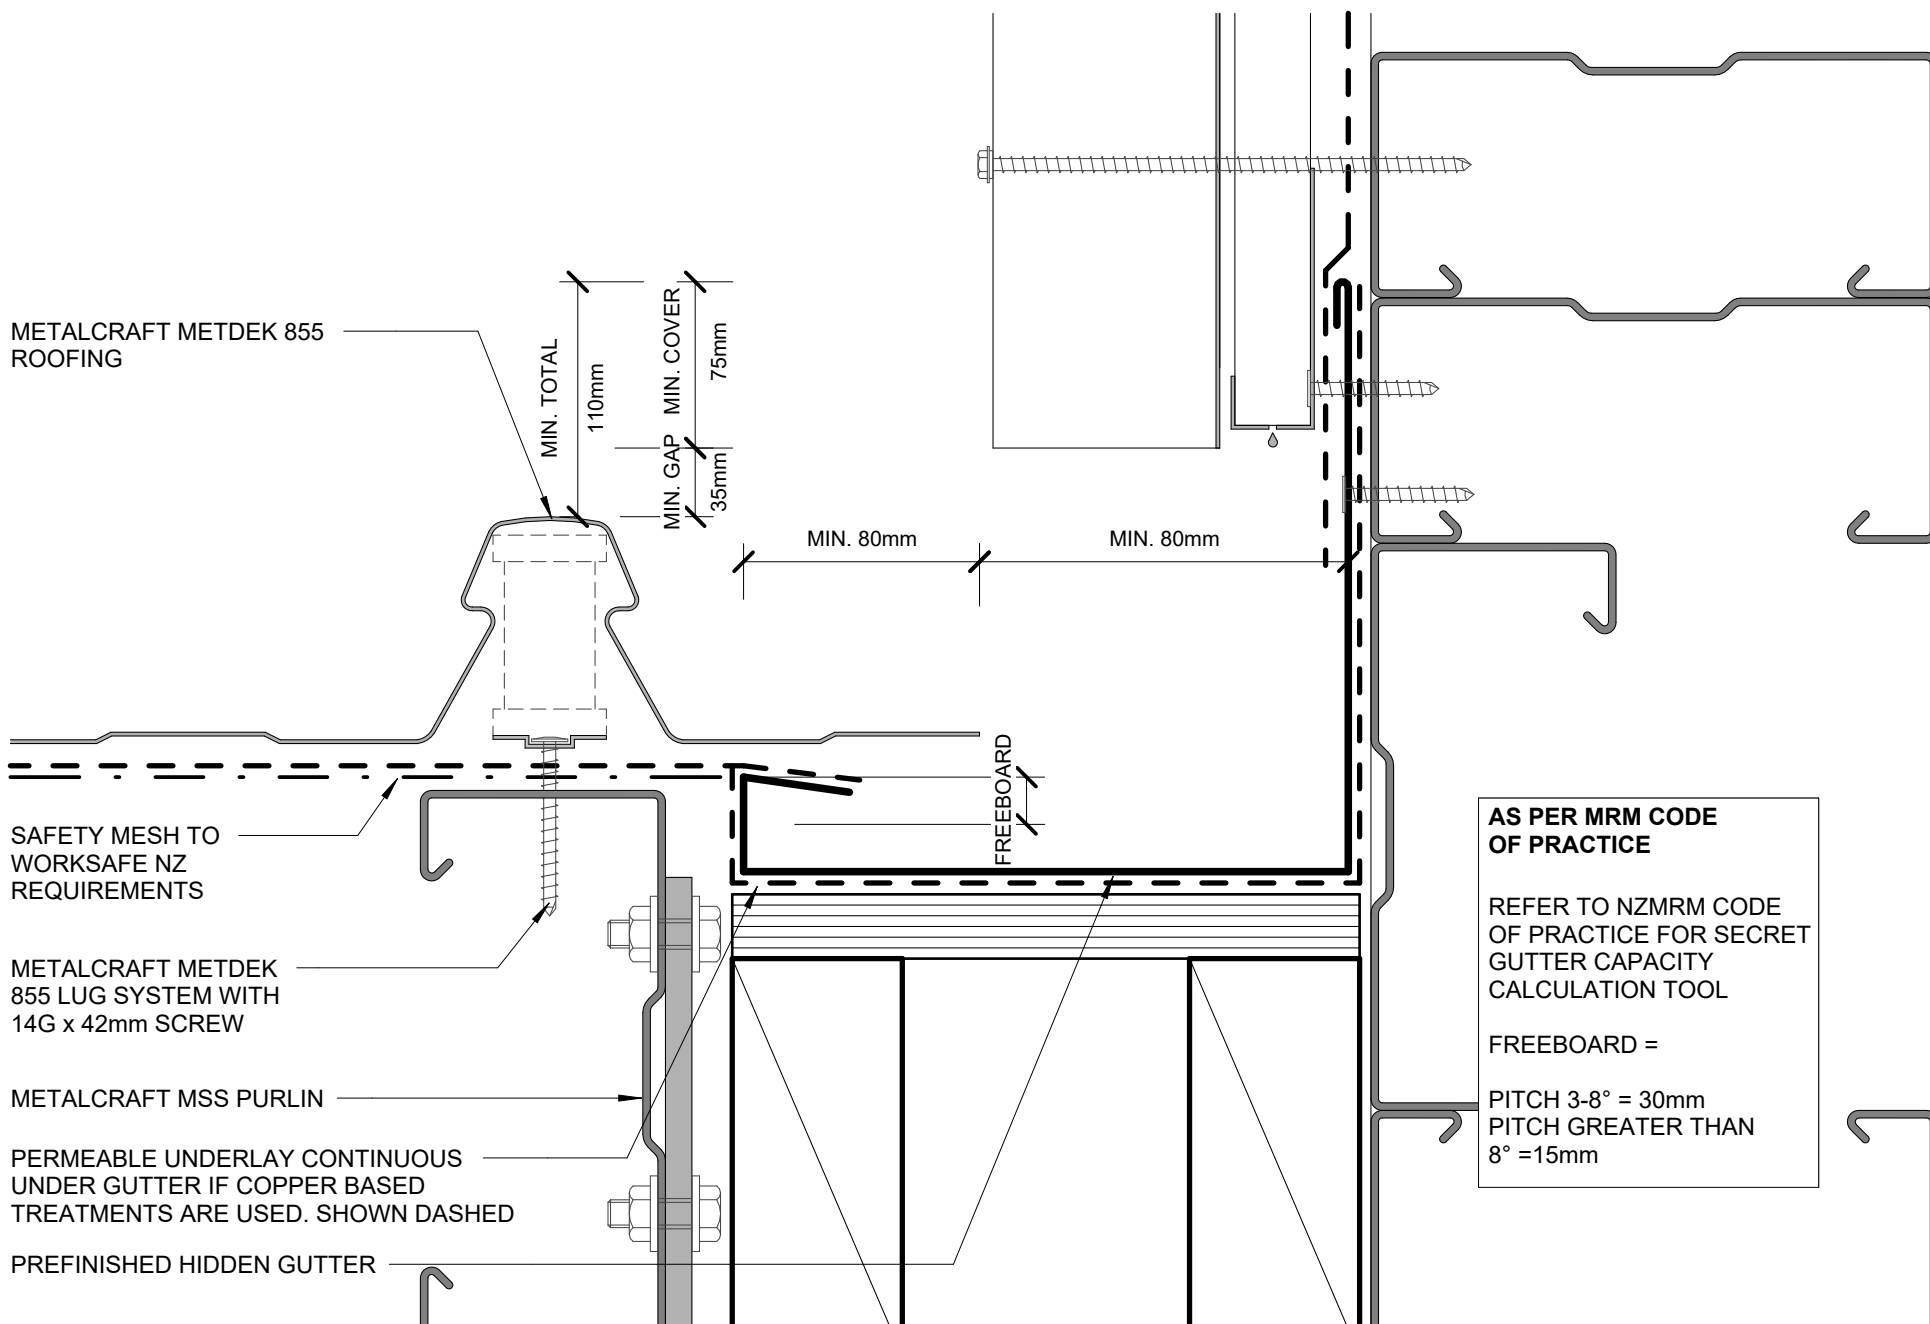 METALCRAFT METDEK 855
ROOFING
MIN. TOTAL
110mm
MIN. COVER
75mm
MIN. GAP
35mm
MIN. 80mm
MIN. 80mm
FREEBOARD
SAFETY MESH TO
WORKSAFE NZ
REQUIREMENTS
METALCRAFT METDEK
855 LUG SYSTEM WITH
14G x 42mm SCREW
METALCRAFT MSS PURLIN
PERMEABLE UNDERLAY CONTINUOUS
UNDER GUTTER IF COPPER BASED
TREATMENTS ARE USED. SHOWN DASHED
PREFINISHED HIDDEN GUTTER
AS PER MRM CODE
OF PRACTICE
REFER TO NZMRM CODE
OF PRACTICE FOR SECRET
GUTTER CAPACITY
CALCULATION TOOL
FREEBOARD =
PITCH 3-8° = 30mm
PITCH GREATER THAN
8° =15mm